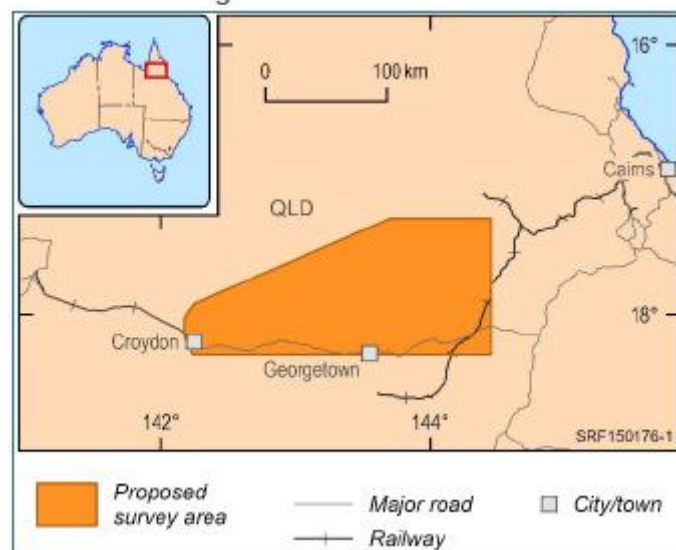 16°
0
100 km
Cairns
QLD
18°
Croydon
Georgetown
142°
144°
SRF150176-1
Proposed
survey area
Major road
City/town
Railway